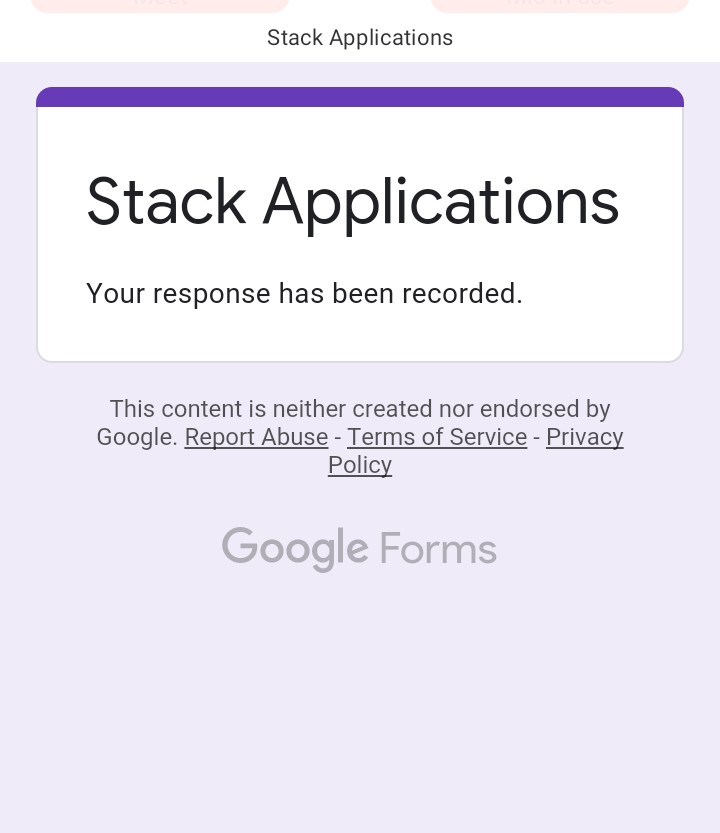 Stack Applications
Stack Applications
Your response has been recorded.
This content is neither created nor endorsed by
Google. Report Abuse - Terms of Service - Privacy
Policy
Google Forms